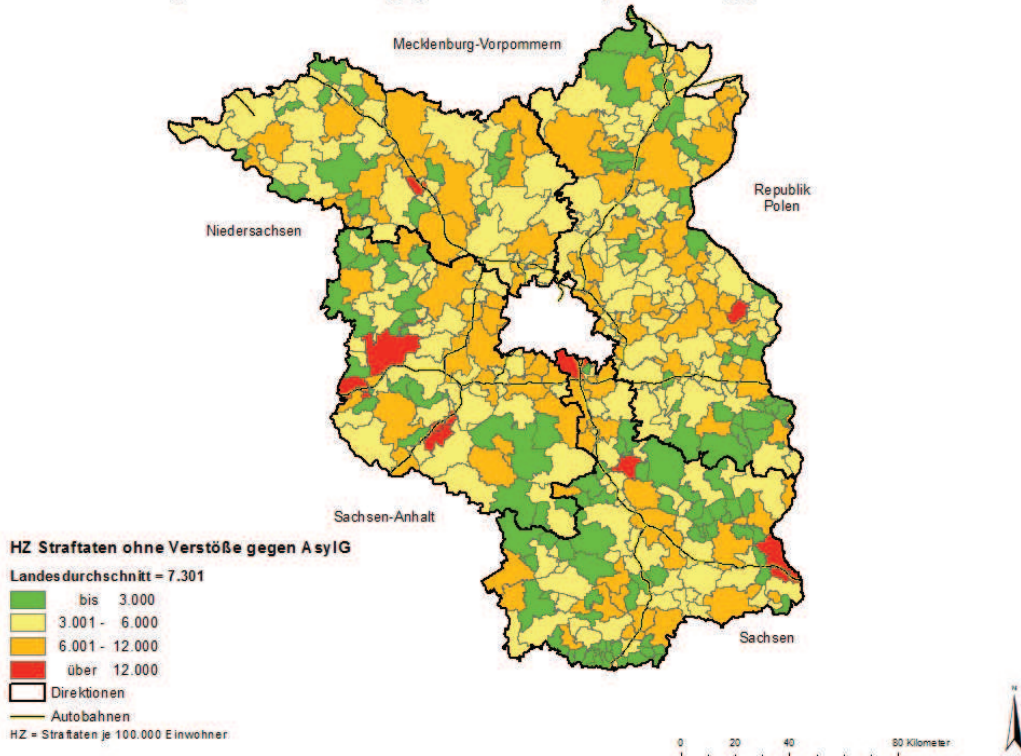 Mecklenburg-Vorpommern
Republik
Polen
Niedersachsen
Sachsen-Anhalt
Sachsen
HZ Straftaten ohne Verstöße gegen AsylG
Landesdurchschnitt = 7.301
bis 3.000
3.001 - 6.000
6.001 - 12.000
über 12.000
Direktionen
Autobahnen
HZ = Straftaten je 100.000 Einwohner
N
0 20 40 60 80 Kilometer